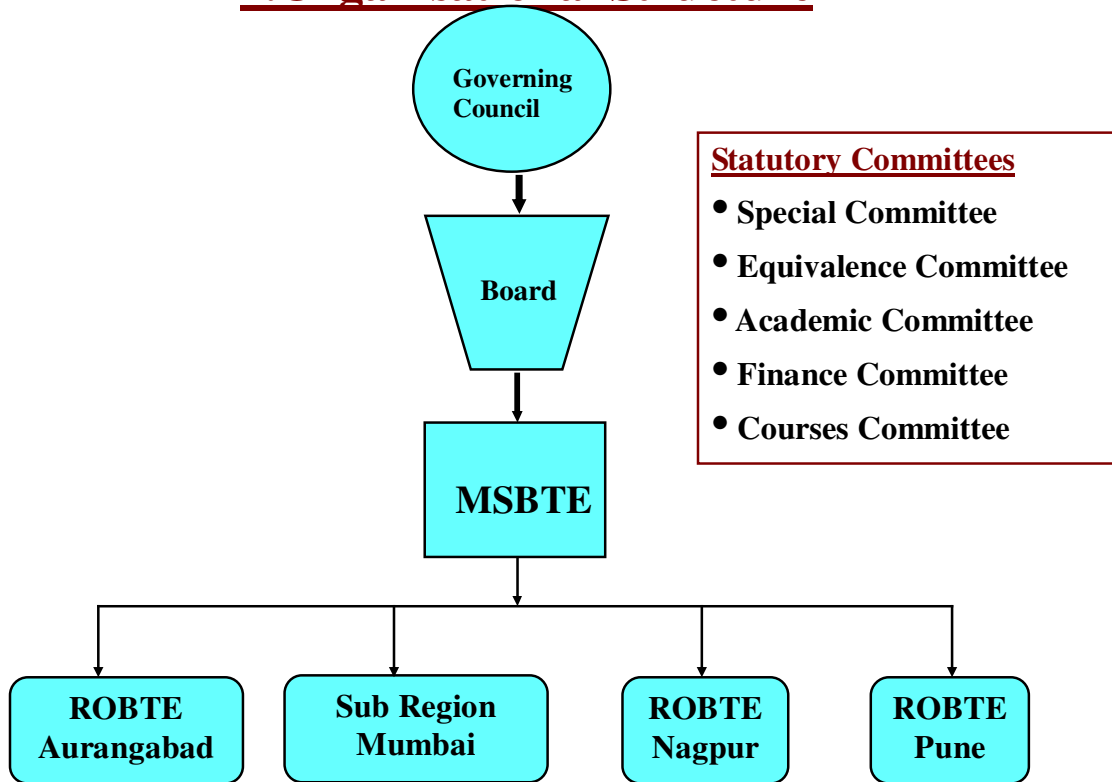 Governing
Council
Statutory Committees
• Special Committee
• Equivalence Committee
• Academic Committee
• Finance Committee
• Courses Committee
Board
MSBTE
ROBTE
Aurangabad
Sub Region
Mumbai
ROBTE
Nagpur
ROBTE
Pune